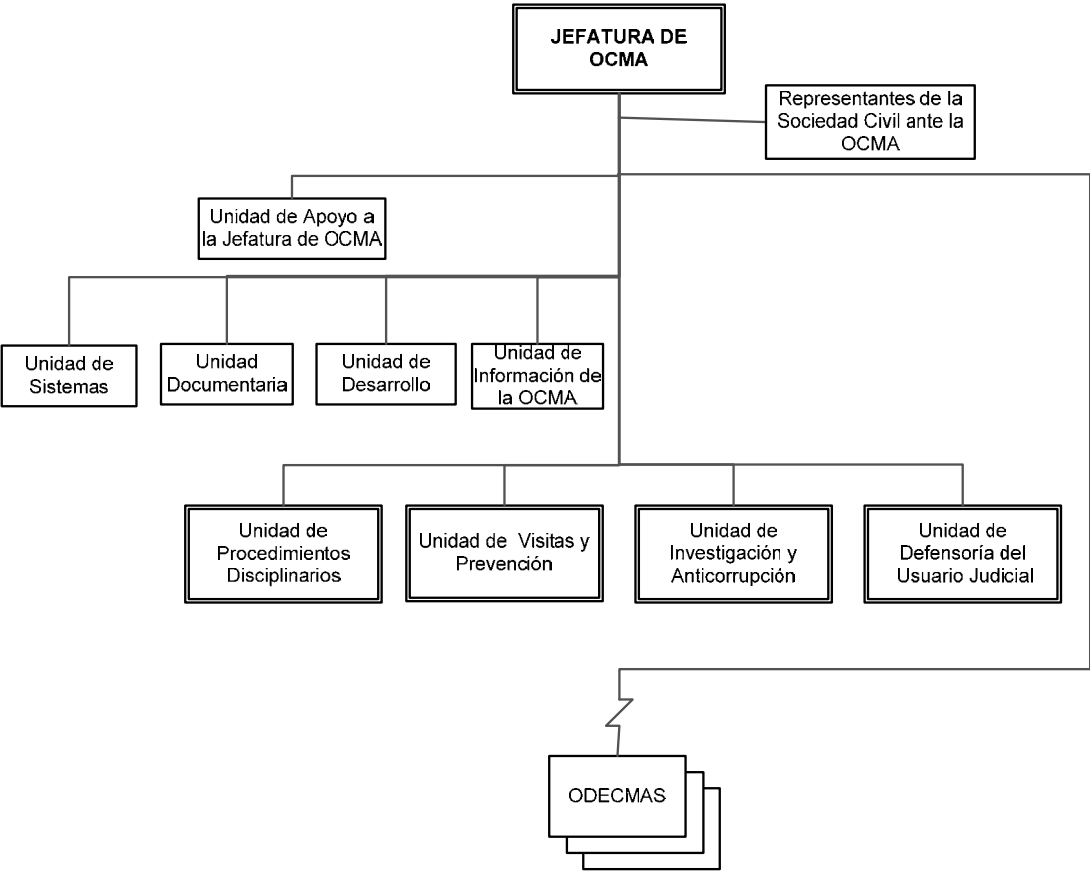 JEFATURA DE
OCMA
Representantes de la
Sociedad Civil ante la
OCMA
Unidad de Apoyo a
la Jefatura de OCMA
Unidad de
Sistemas
Unidad
Documentaria
Unidad de
Desarrollo
Unidad de
Información de
la OCMA
Unidad de
Procedimientos
Disciplinarios
Unidad de Visitas y
Prevención
Unidad de
Investigación y
Anticorrupción
Unidad de
Defensoría del
Usuario Judicial
ODECMAS